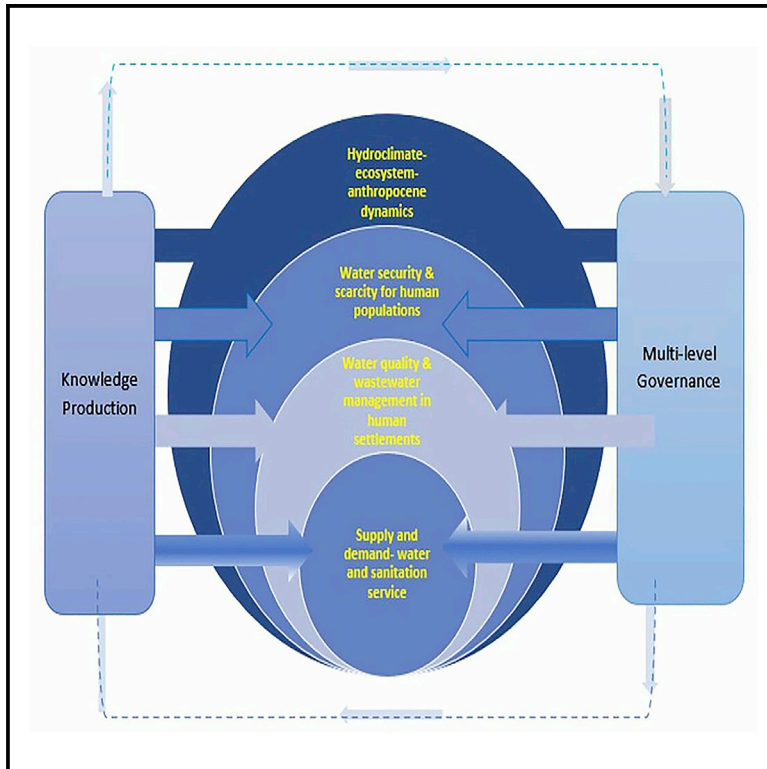 Hydroclimate-
ecosystem-
anthropocene
dynamics
Water security &
scarcity for human
populations
Water quality &
wastewater
management in
human
settlements
Supply and
demand- water
and sanitation
service
Knowledge
Production
Multi-level
Governance